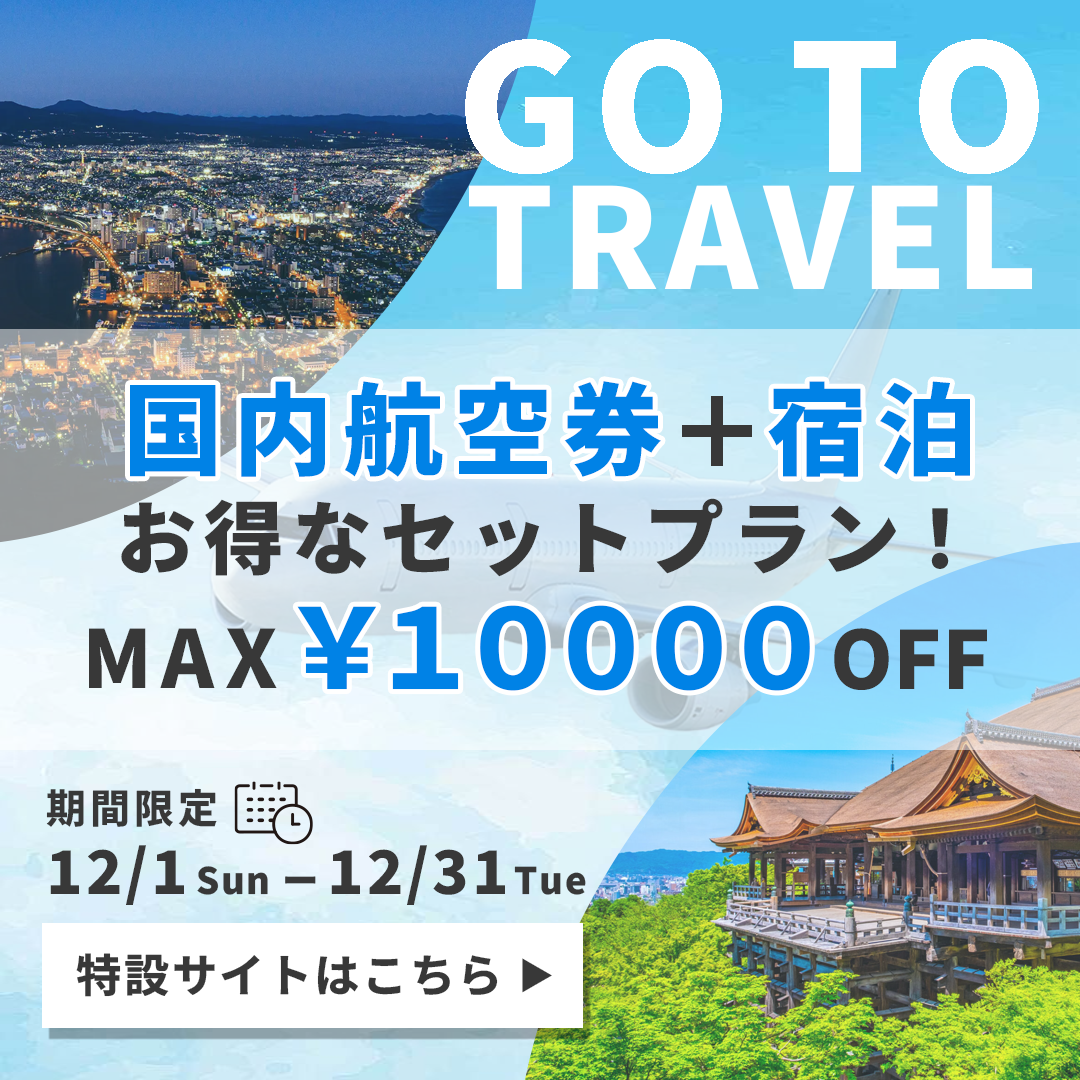 GO TO
TRAVEL
国内航空券＋宿泊
お得なセットプラン！
MAX ¥10000 OFF
期間限定
12/1 Sun – 12/31 Tue
特設サイトはこちら ▶